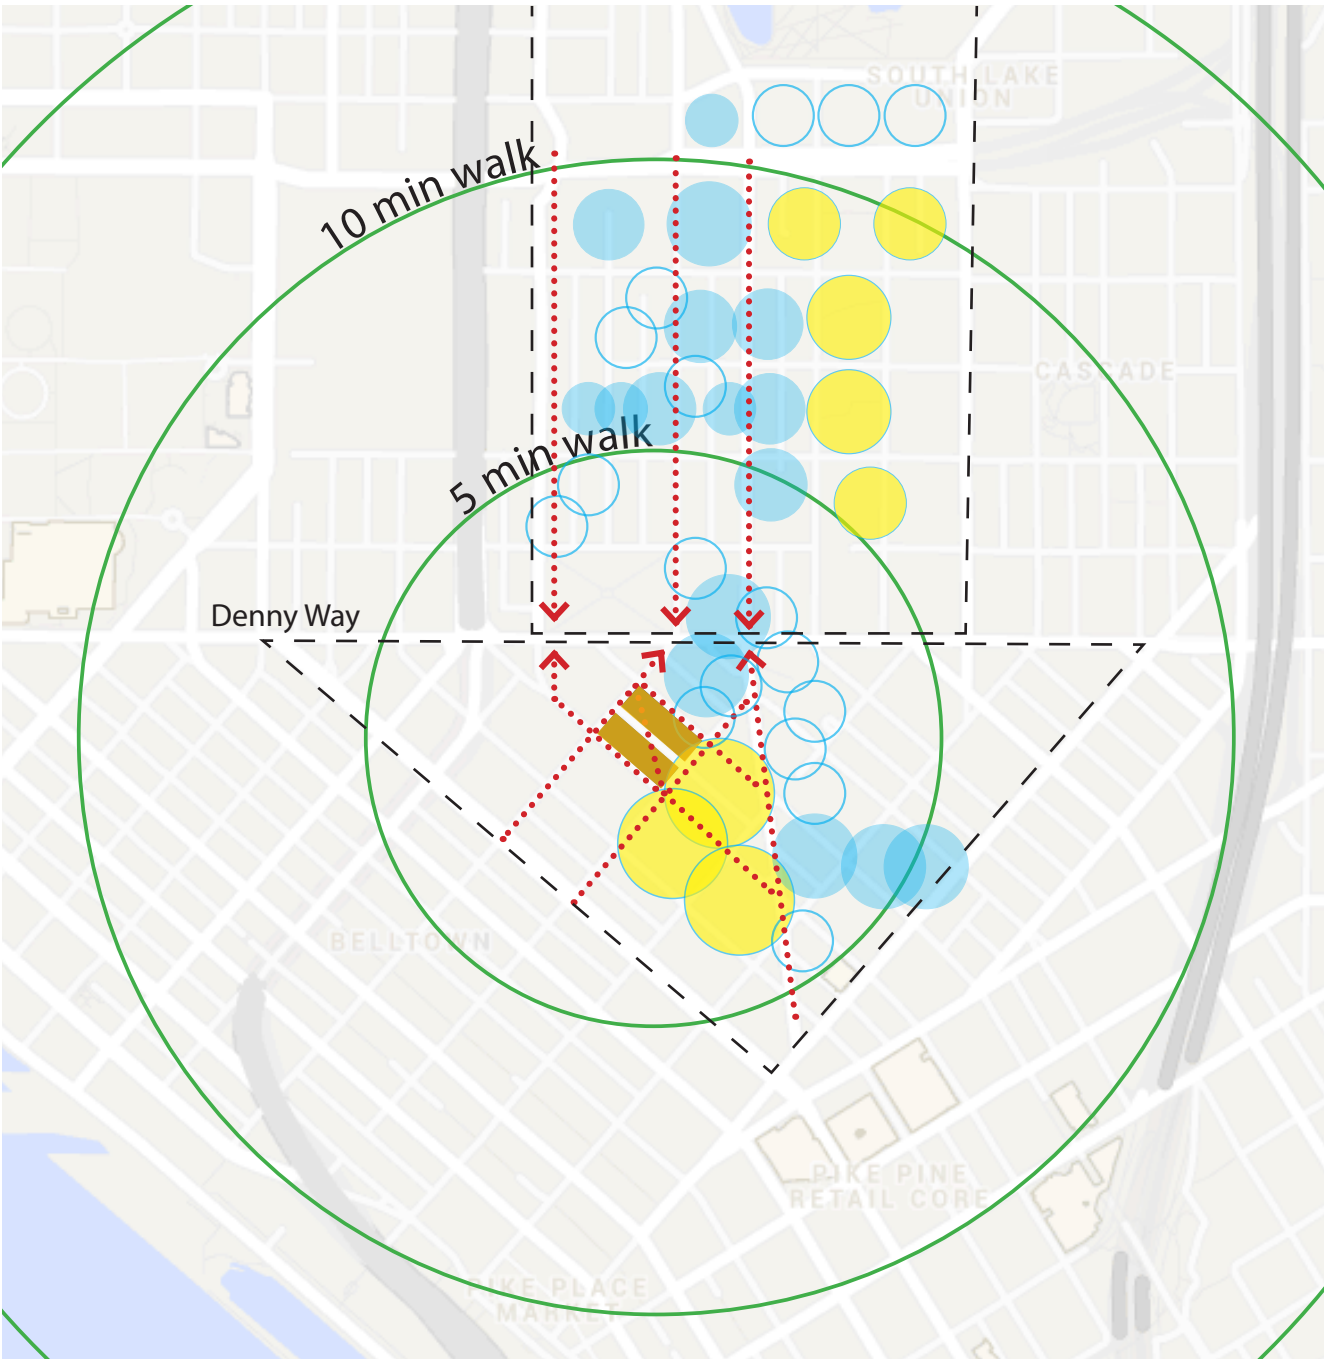 SOUTH LAKE
UNION
10 min walk
CASCADE
5 min walk
Denny Way
BELLTOWN
PIKE PINE
RETAIL CORE
PIKE PLACE
MARKET